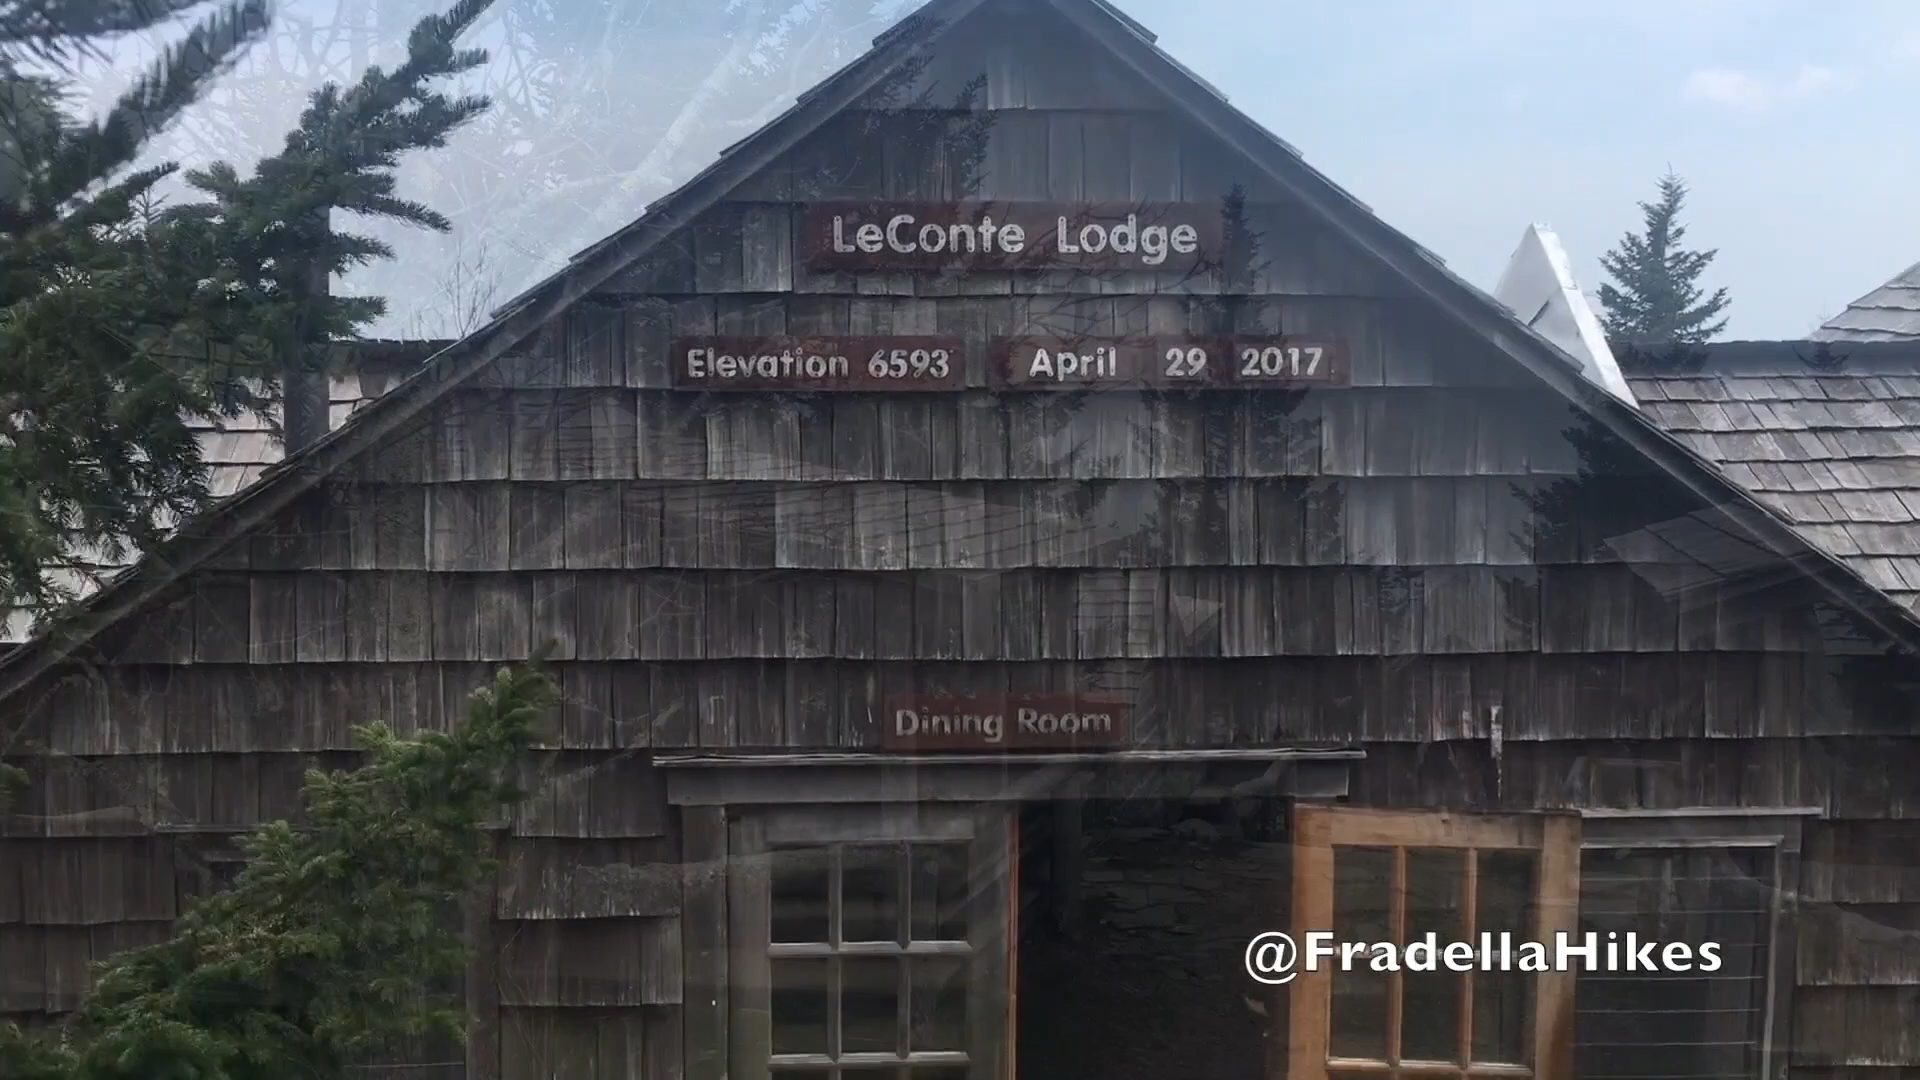 LeConte Lodge
Elevation 6593 April 29 2017
Dining Room
@FradellaHikes